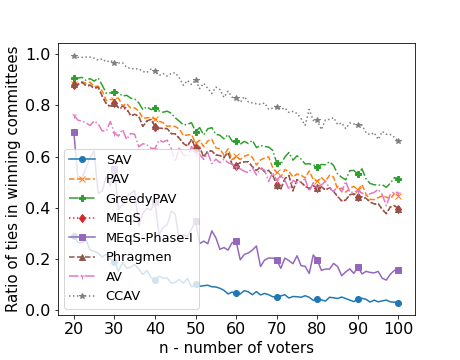 Ratio of ties in winning committees
1.0
0.8
0.6
0.4
0.2
0.0
SAV
PAV
GreedyPAV
MEqS
MEqS-Phase-I
Phragmen
AV
CCAV
20 30 40 50 60 70 80 90 100
n - number of voters